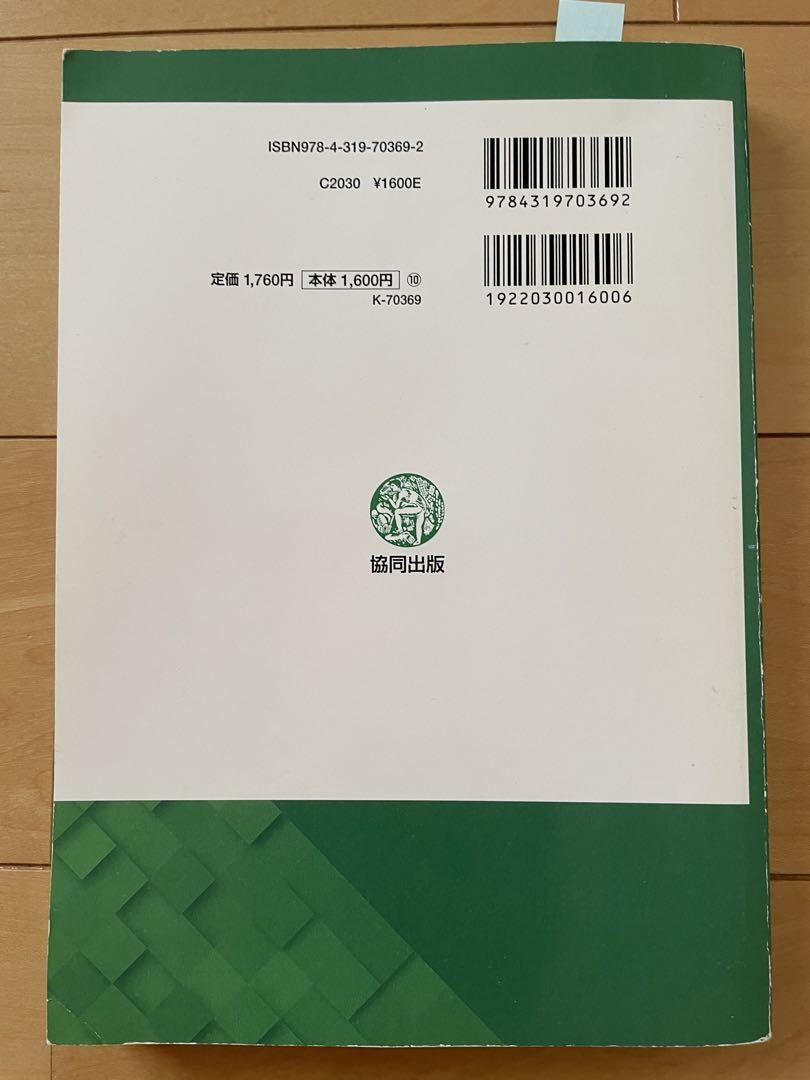 ISBN978-4-319-70369-2
C2030 ¥1600E
9784319703692
定価 1,760円 本体 1,600円 ⑩
K-70369
1922030016006
協同出版